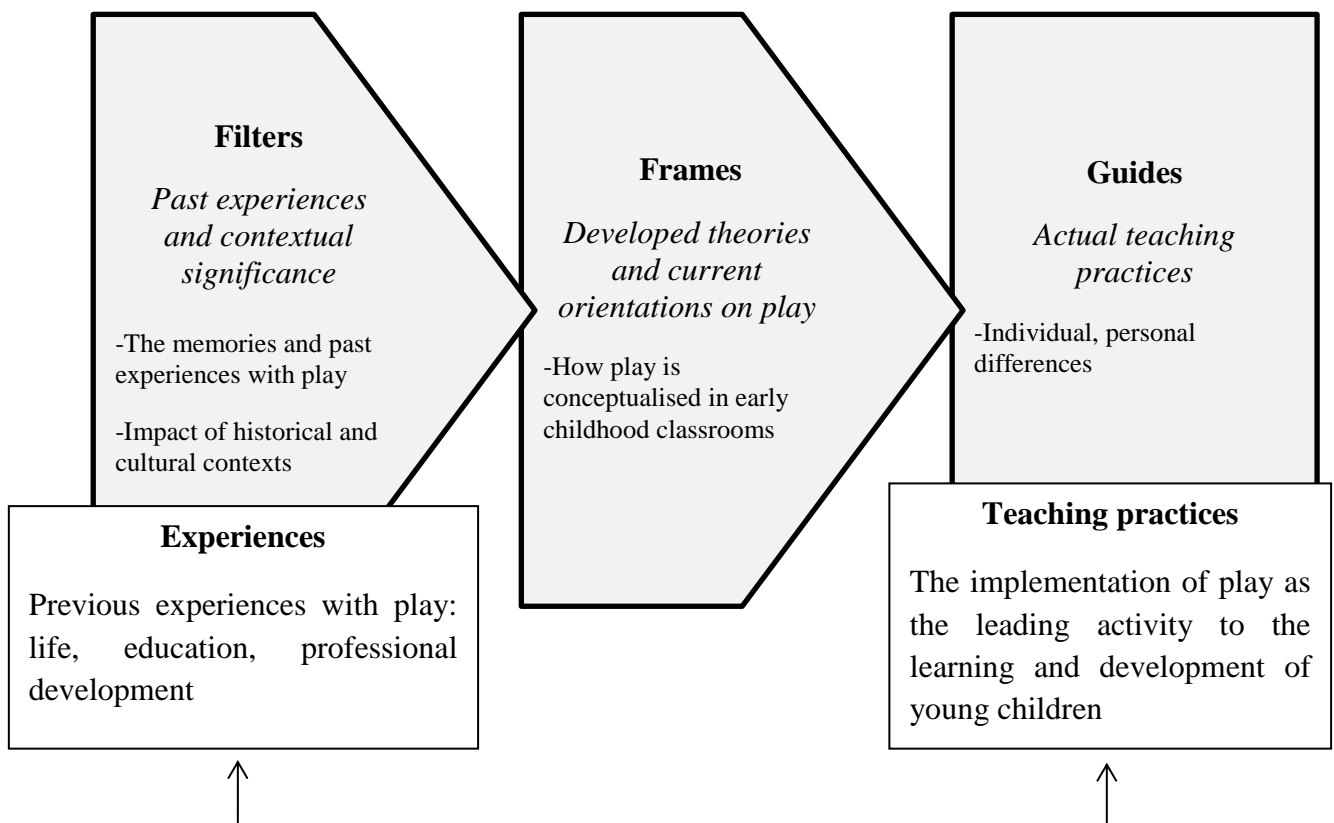 Filters
Past experiences
and contextual
significance
-The memories and past
experiences with play
-Impact of historical and
cultural contexts
Experiences
Previous experiences with play:
life, education, professional
development
Frames
Developed theories
and current
orientations on play
-How play is
conceptualised in early
childhood classrooms
Guides
Actual teaching
practices
-Individual, personal
differences
Teaching practices
The implementation of play as
the leading activity to the
learning and development of
young children